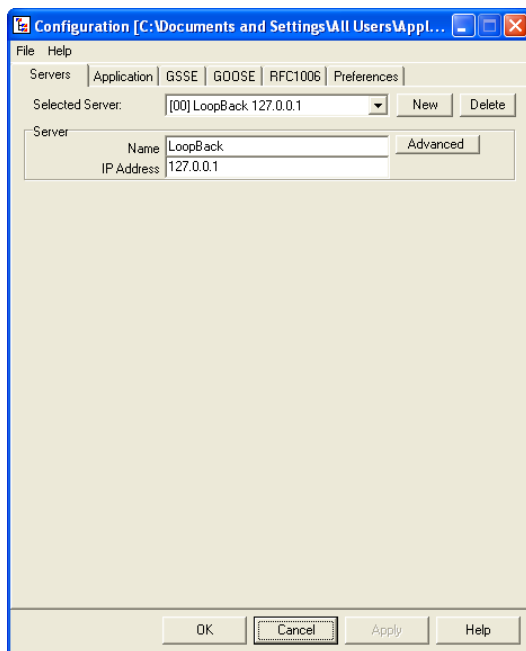 Configuration [C:\Documents and Settings\All Users\Appl...
File Help
Servers Application GSSE GOOSE RFC1006 Preferences
Selected Server: [00] LoopBack 127.0.0.1 New Delete
Server
Name LoopBack Advanced
IP Address 127.0.0.1
OK Cancel Apply Help